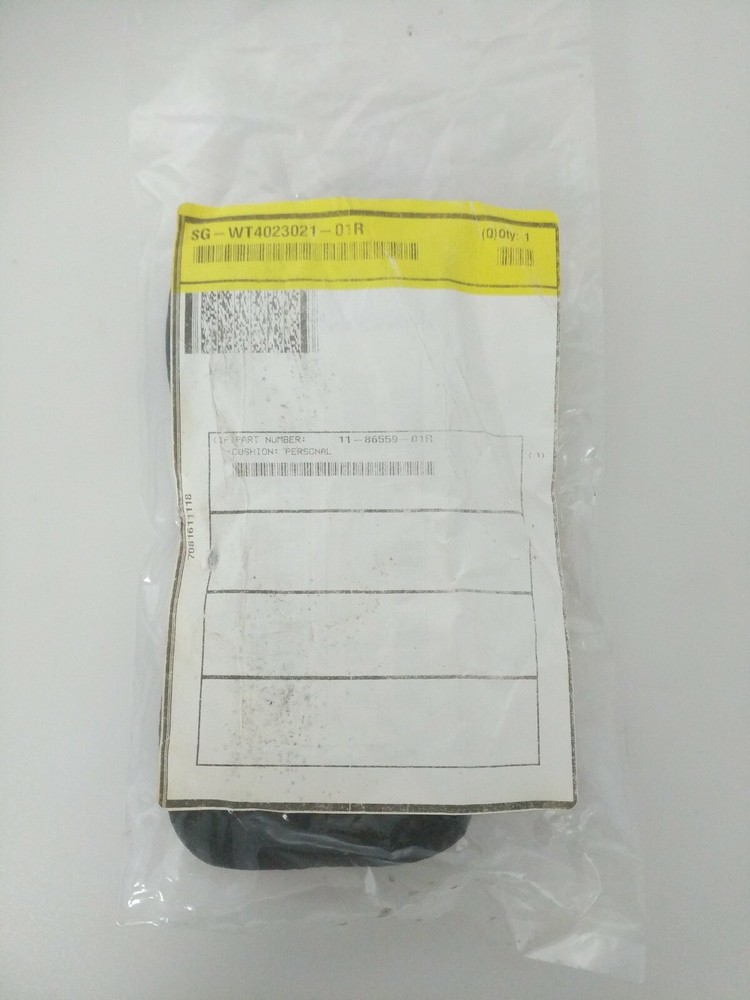 SG-WT4023021-01R
(Q)Qty: 1
(1P)PART NUMBER: 11-86559-01R
CUSHION: PERSONAL
(1)
7081611118